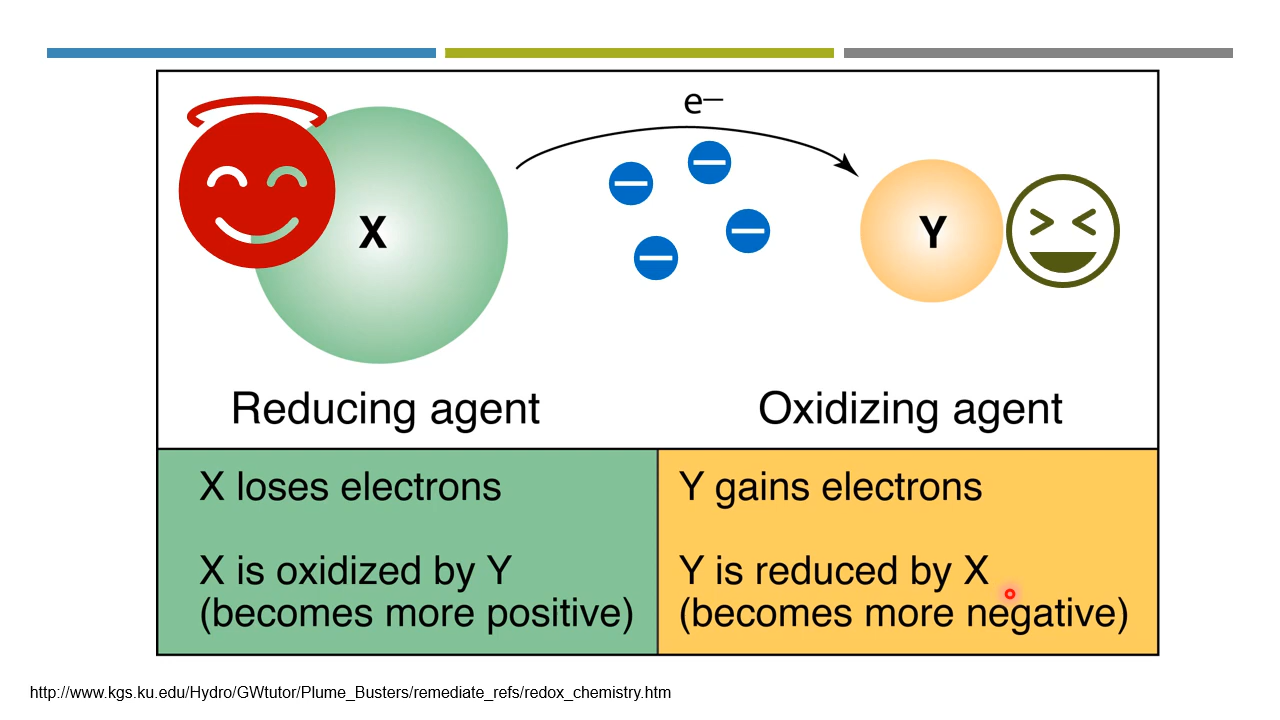 e—
X
Y
Reducing agent
Oxidizing agent
X loses electrons
X is oxidized by Y
(becomes more positive)
Y gains electrons
Y is reduced by X
(becomes more negative)
http://www.kgs.ku.edu/Hydro/GWtutor/Plume_Busters/remediate_refs/redox_chemistry.htm